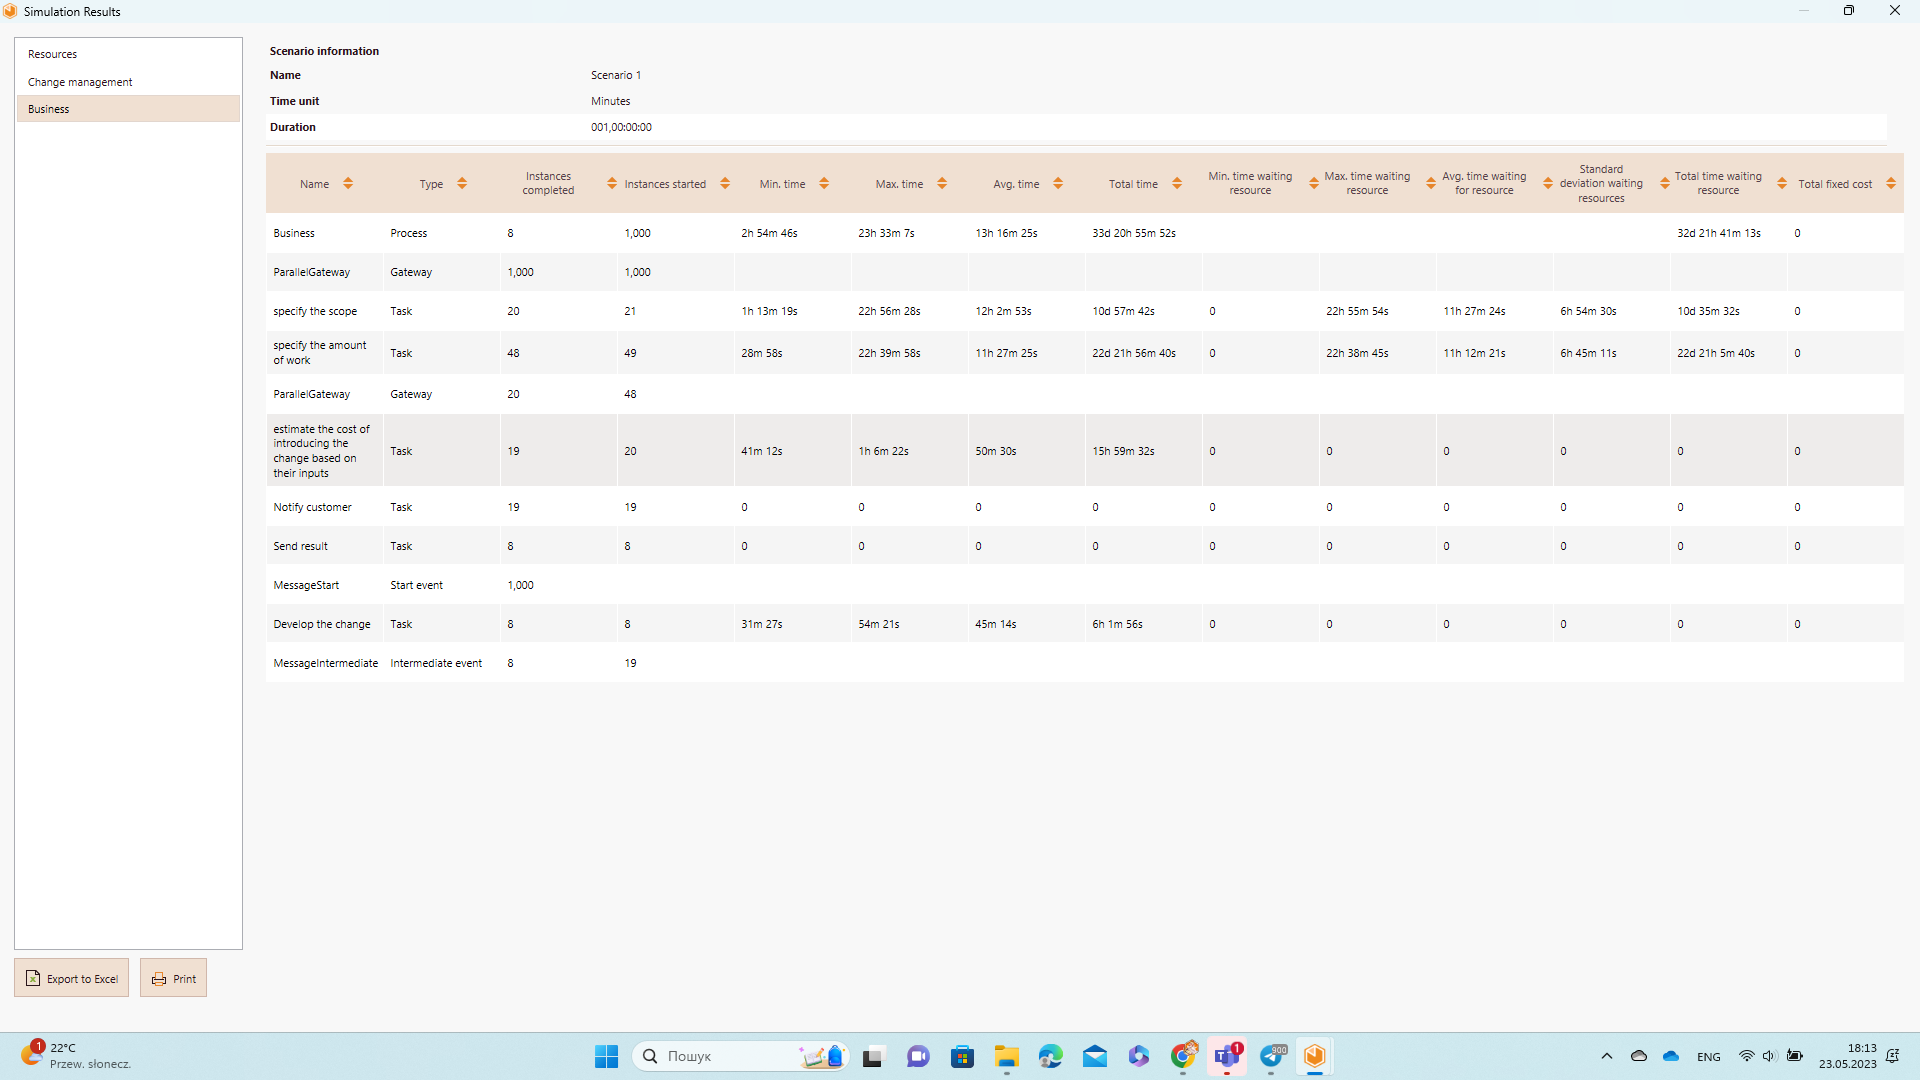 Simulation Results
Resources
Change management
Business
Scenario information
Name Scenario 1
Time unit Minutes
Duration 001,00:00:00
Name Type Instances completed Instances started Min. time Max. time Avg. time Total time Min. time waiting resource Max. time waiting resource Avg. time waiting for resource Standard deviation waiting resources Total time waiting resource Total fixed cost
Business Process 8 1,000 2h 54m 46s 23h 33m 7s 13h 16m 25s 33d 20h 55m 52s 32d 21h 41m 13s 0
ParallelGateway Gateway 1,000 1,000
specify the scope Task 20 21 1h 13m 19s 22h 56m 28s 12h 2m 53s 10d 57m 42s 0 22h 55m 54s 11h 27m 24s 6h 54m 30s 10d 35m 32s 0
specify the amount of work Task 48 49 28m 58s 22h 39m 58s 11h 27m 25s 22d 21h 56m 40s 0 22h 38m 45s 11h 12m 21s 6h 45m 11s 22d 21h 5m 40s 0
ParallelGateway Gateway 20 48
estimate the cost of introducing the change based on their inputs Task 19 20 41m 12s 1h 6m 22s 50m 30s 15h 59m 32s 0 0 0 0 0 0
Notify customer Task 19 19 0 0 0 0 0 0 0 0 0 0
Send result Task 8 8 0 0 0 0 0 0 0 0 0 0
MessageStart Start event 1,000
Develop the change Task 8 8 31m 27s 54m 21s 45m 14s 6h 1m 56s 0 0 0 0 0 0
MessageIntermediate Intermediate event 8 19
Export to Excel
Print
1
22°C
Przew. słonecz.
Пошук
1
900
ENG
18:13
23.05.2023